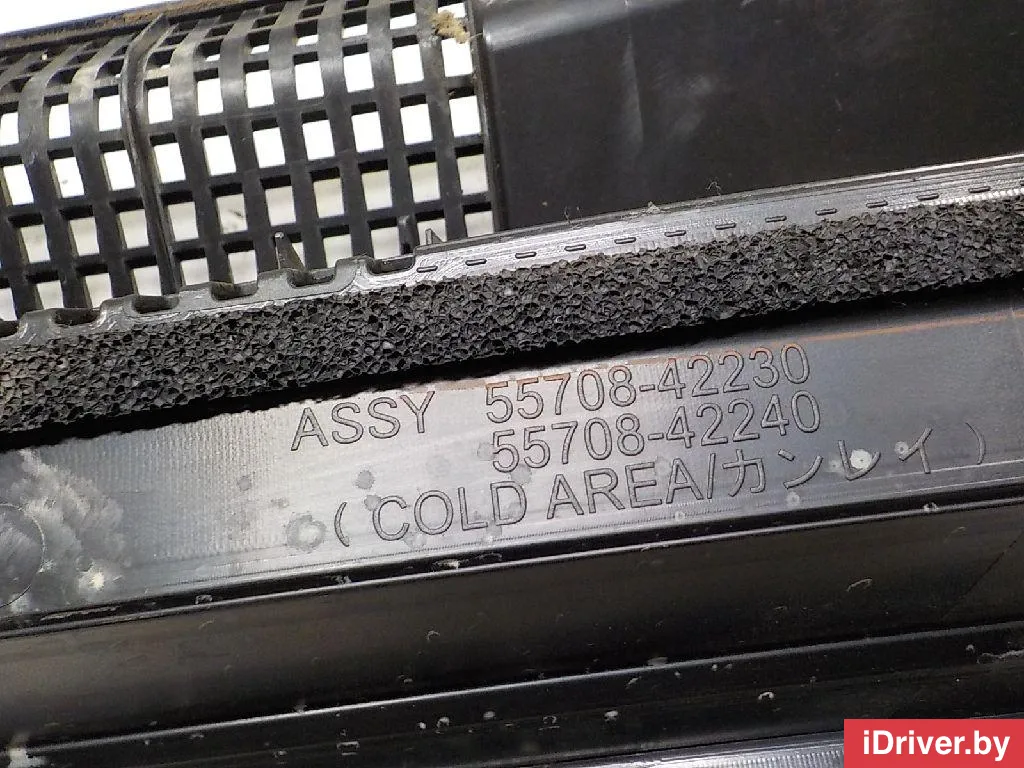 ASSY 55708-42230
55708-42240
( COLD AREA/カンレイ )
iDriver.by